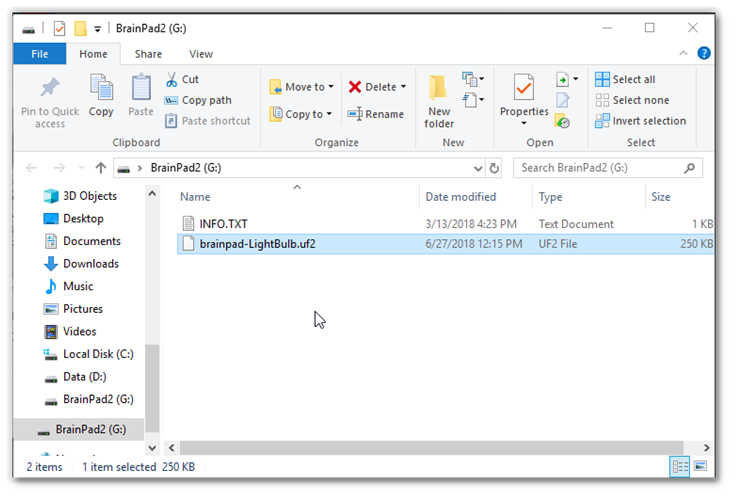 BrainPad2 (G:)
File Home Share View
Pin to Quick access
Copy
Paste
Cut
Copy path
Paste shortcut
Clipboard
Move to
Copy to
Delete
Rename
Organize
New folder
New
Properties
Open
Select all
Select none
Invert selection
Select
BrainPad2 (G:)
Search BrainPad2 (G:)
3D Objects
Desktop
Documents
Downloads
Music
Pictures
Videos
Local Disk (C:)
Data (D:)
BrainPad2 (G:)
BrainPad2 (G:)
Name Date modified Type Size
INFO.TXT 3/13/2018 4:23 PM Text Document 1 KB
brainpad-LightBulb.uf2 6/27/2018 12:15 PM UF2 File 250 KB
2 items 1 item selected 250 KB